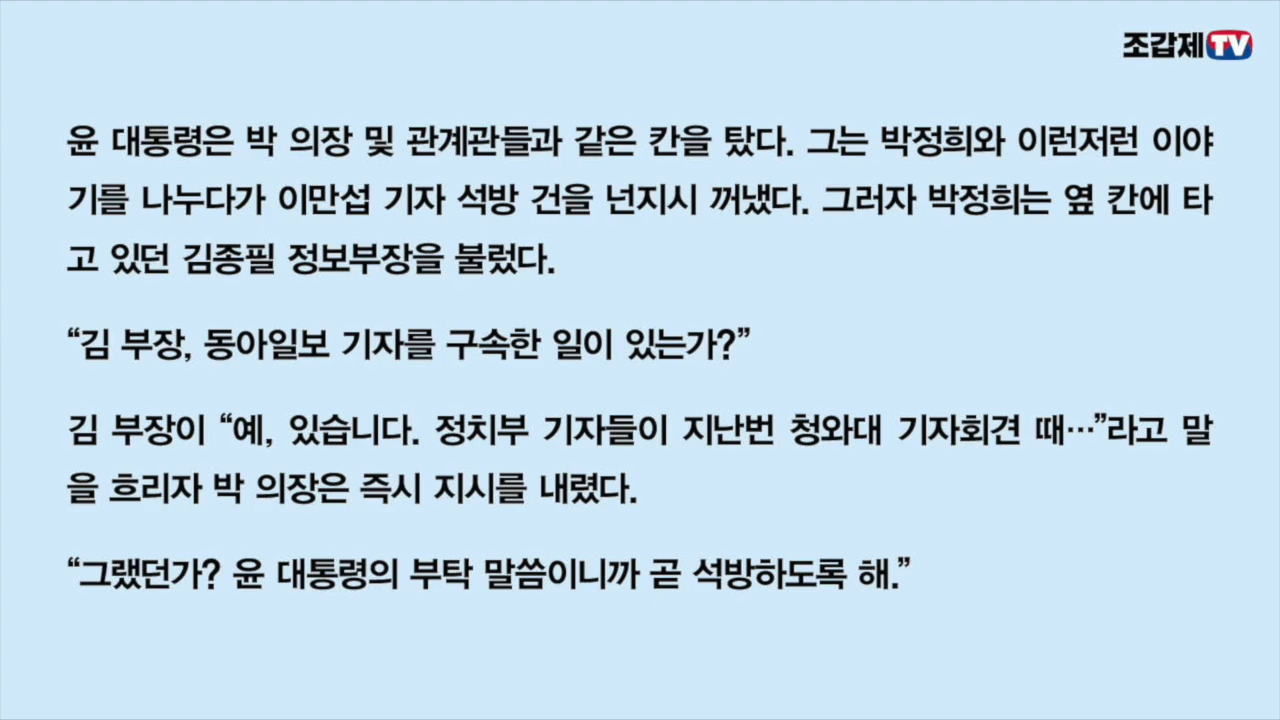 조갑제TV
윤 대통령은 박 의장 및 관계관들과 같은 칸을 탔다. 그는 박정희와 이런저런 이야
기를 나누다가 이만섭 기자 석방 건을 넌지시 꺼냈다. 그러자 박정희는 옆 칸에 타
고 있던 김종필 정보부장을 불렀다.
“김 부장, 동아일보 기자를 구속한 일이 있는가?”
김 부장이 “예, 있습니다. 정치부 기자들이 지난번 청와대 기자회견 때…”라고 말
을 흐리자 박 의장은 즉시 지시를 내렸다.
“그랬던가? 윤 대통령의 부탁 말씀이니까 곧 석방하도록 해.”